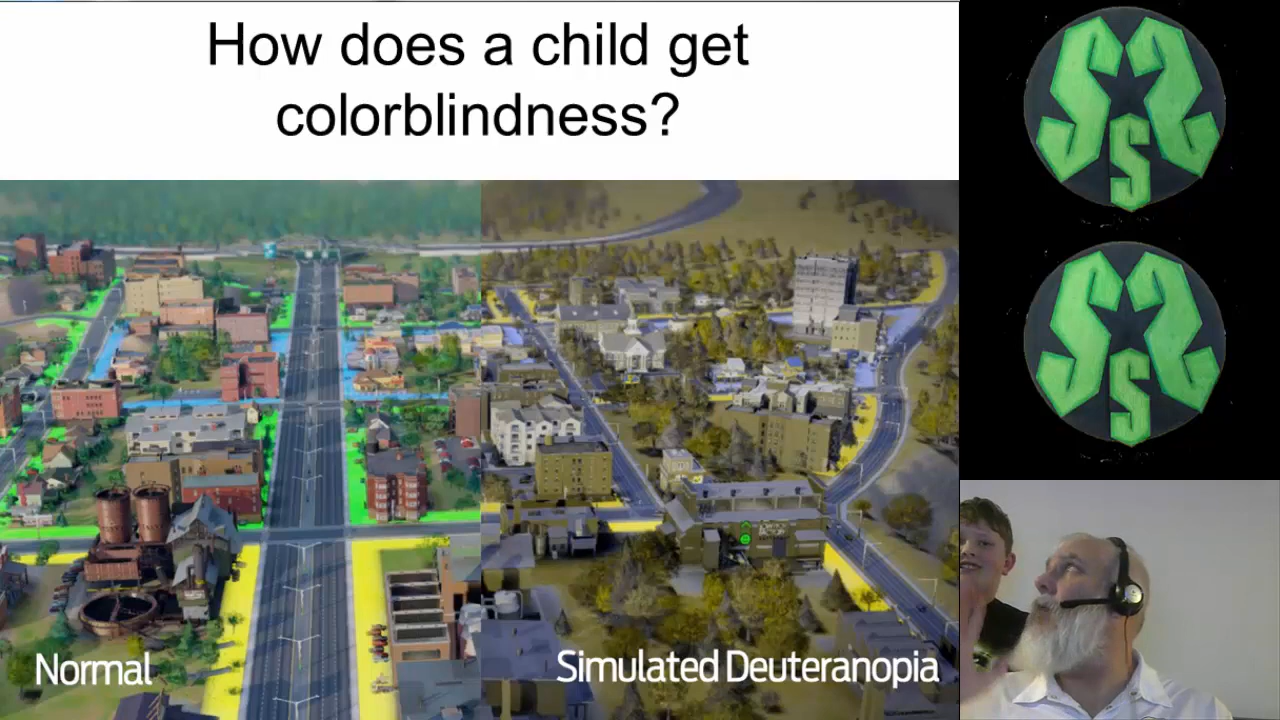 How does a child get
colorblindness?
S S
S
S S
S
Normal
Simulated Deuteranopia